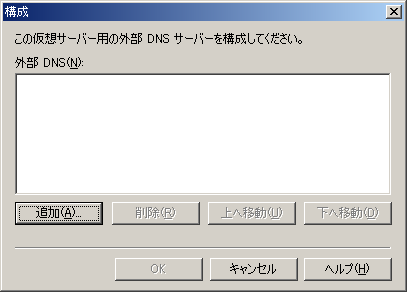 構成
この仮想サーバー用の外部 DNS サーバーを構成してください。
外部 DNS(N):
追加(A)...
削除(R)
上へ移動(U)
下へ移動(D)
OK
キャンセル
ヘルプ(H)